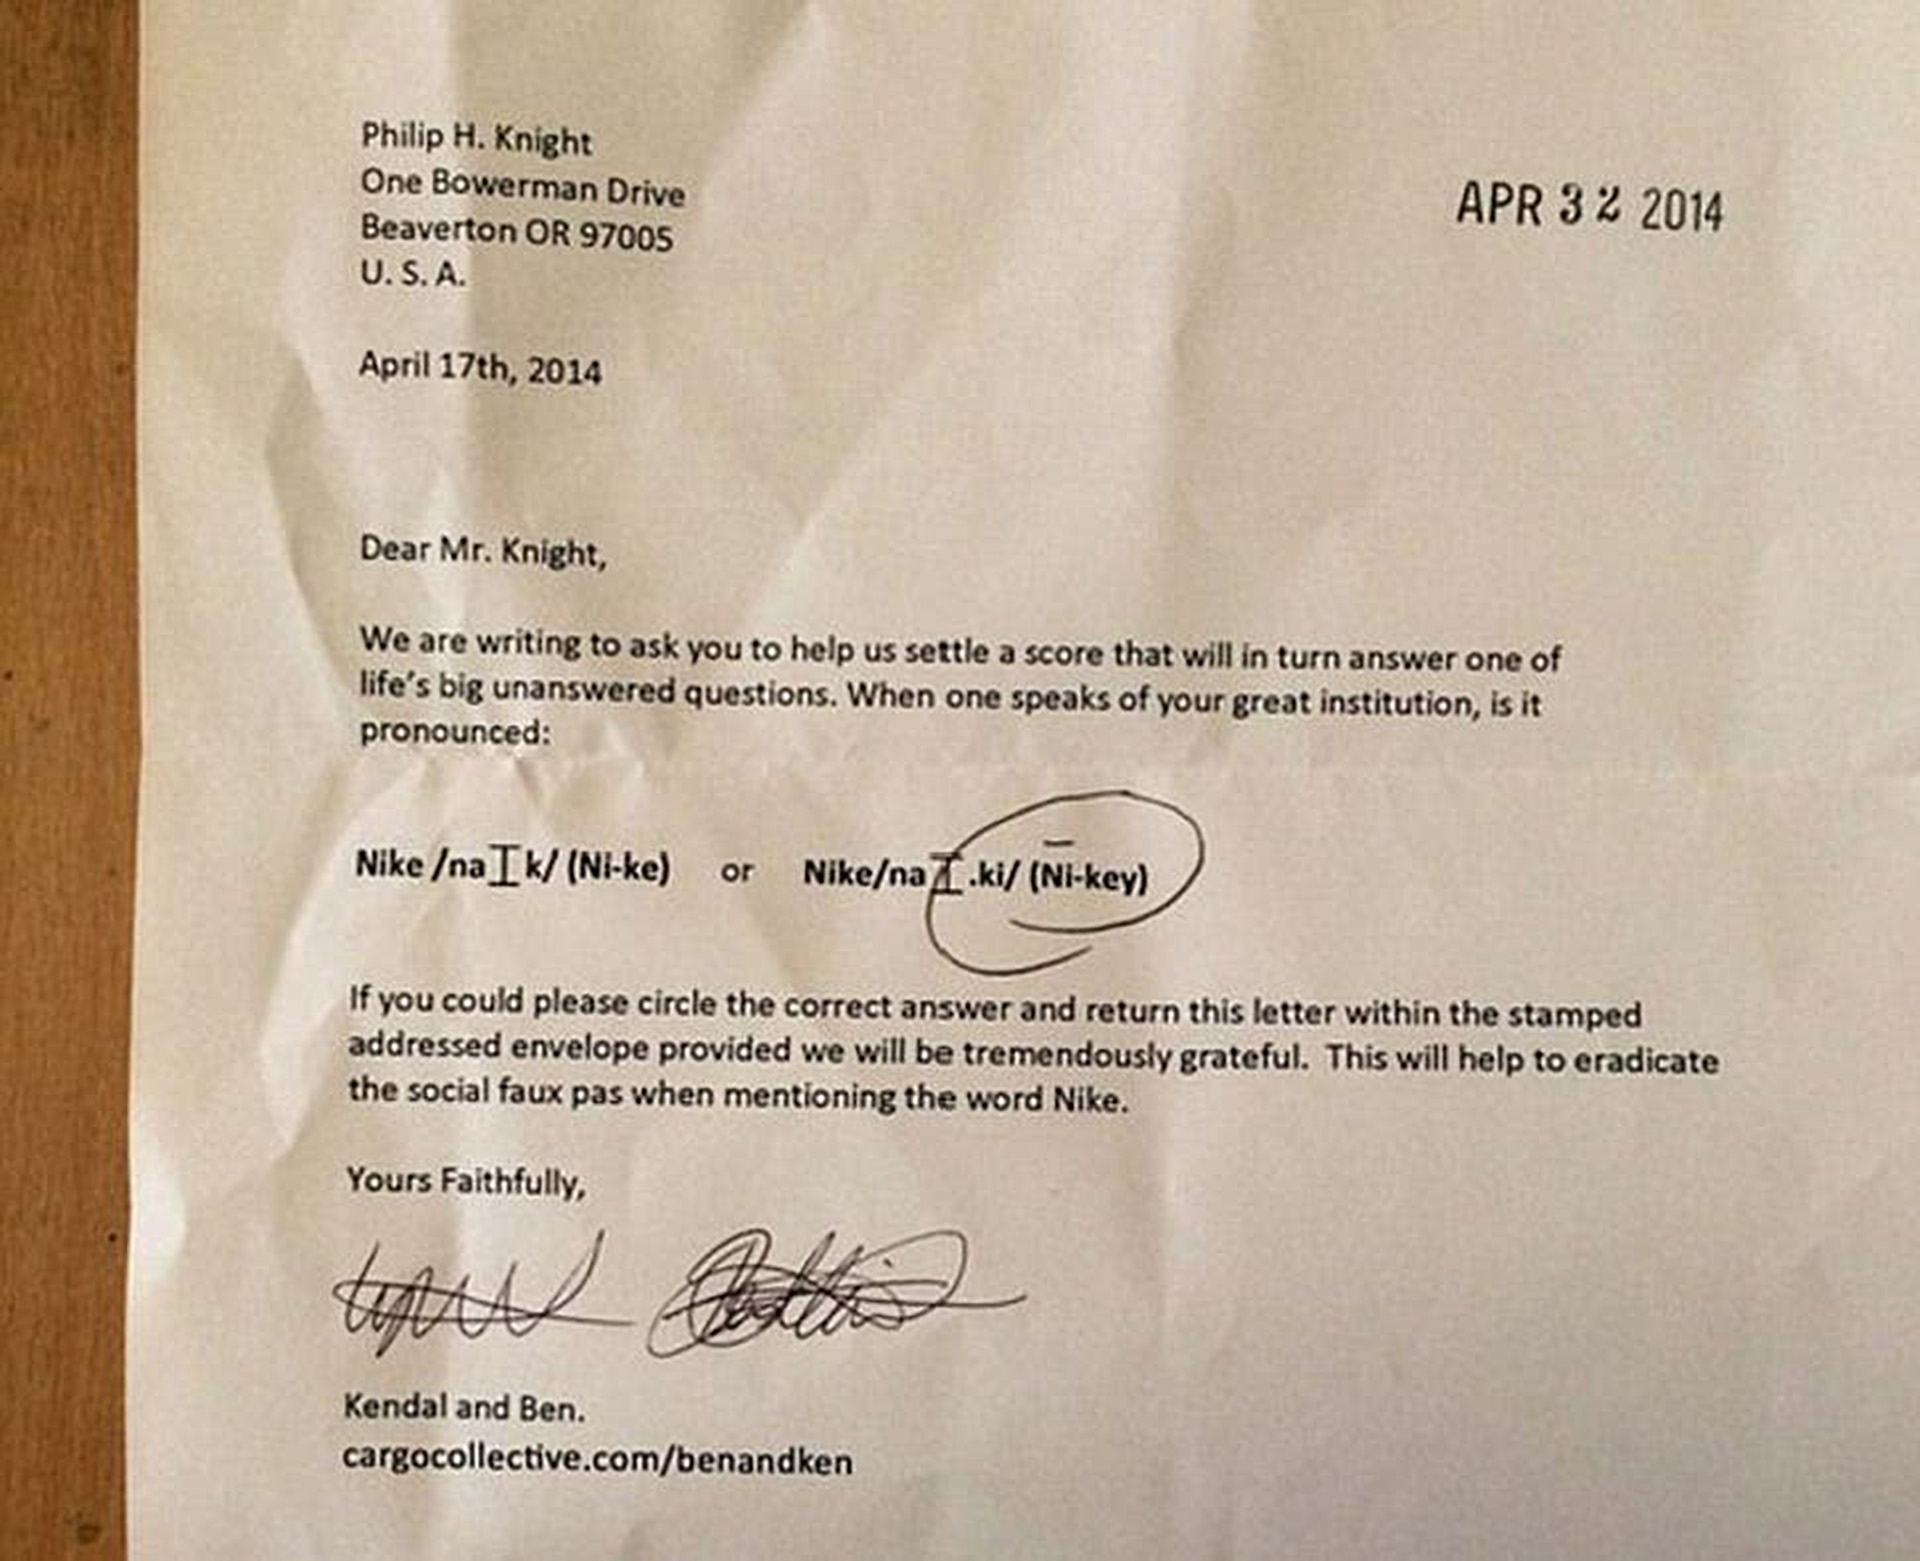 Philip H. Knight
One Bowerman Drive
Beaverton OR 97005
U. S. A.
APR 32 2014
April 17th, 2014
Dear Mr. Knight,
We are writing to ask you to help us settle a score that will in turn answer one of
life's big unanswered questions. When one speaks of your great institution, is it
pronounced:
Nike /naIk/ (Ni-ke) or Nike/naI.ki/ (Ni-key)
If you could please circle the correct answer and return this letter within the stamped
addressed envelope provided we will be tremendously grateful. This will help to eradicate
the social faux pas when mentioning the word Nike.
Yours Faithfully,
Kendal and Ben.
cargocollective.com/benandken